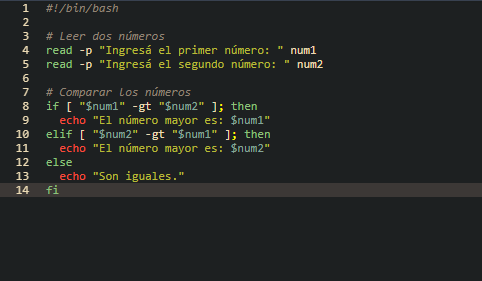 1 #!/bin/bash
2
3 # Leer dos números
4 read -p "Ingresá el primer número: " num1
5 read -p "Ingresá el segundo número: " num2
6
7 # Comparar los números
8 if [ "$num1" -gt "$num2" ]; then
9   echo "El número mayor es: $num1"
10 elif [ "$num2" -gt "$num1" ]; then
11   echo "El número mayor es: $num2"
12 else
13   echo "Son iguales."
14 fi